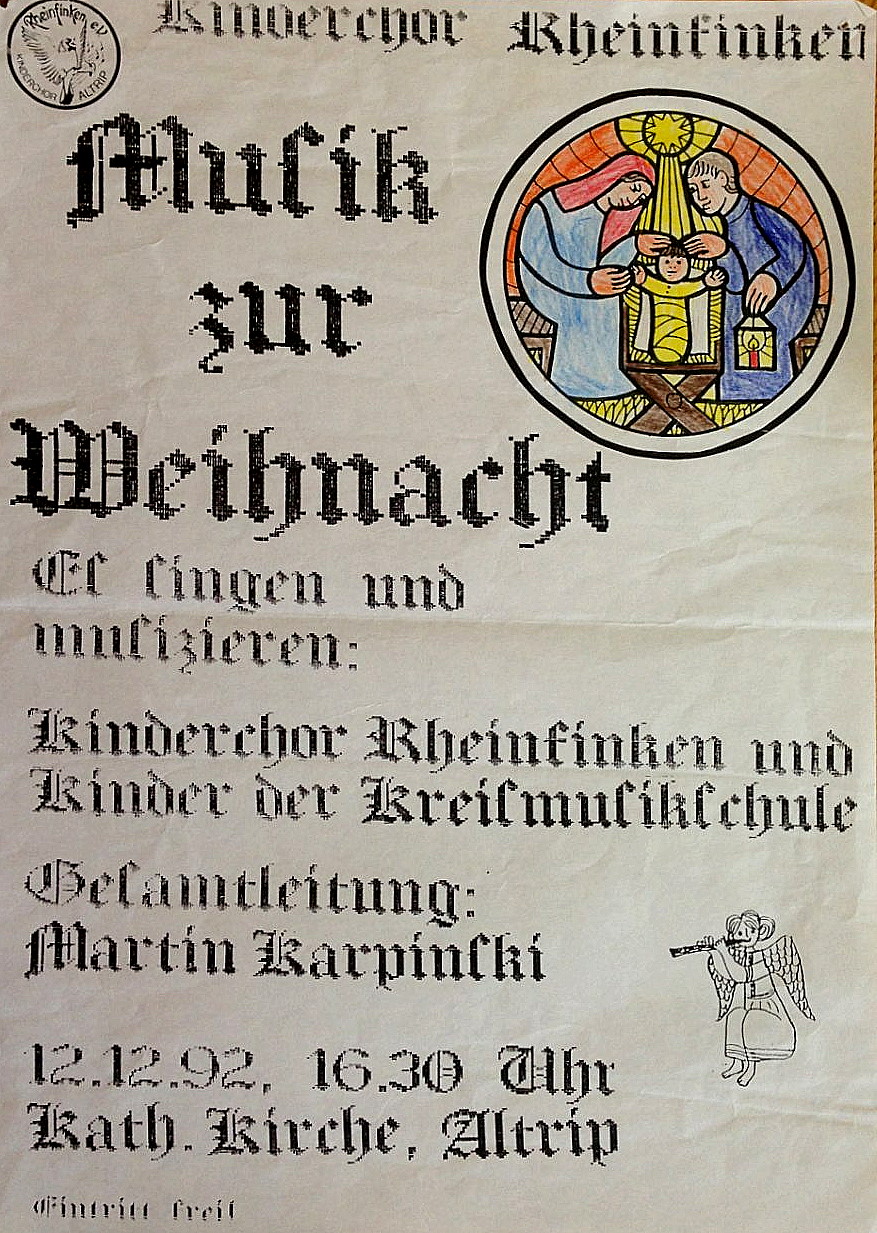 Rheinfinken e.V.
KINDERCHOR ALTRIP
Kinderchor Rheinfinken
Muſik
zur
Weihnacht
Eſ ſingen und
muſizieren:
Kinderchor Rheinfinken und
Kinder der Kreiſmuſikſchule
Geſamtleitung:
Martin Karpinſki
12.12.92, 16.30 Uhr
Kath. Kirche, Altrip
Eintritt frei!